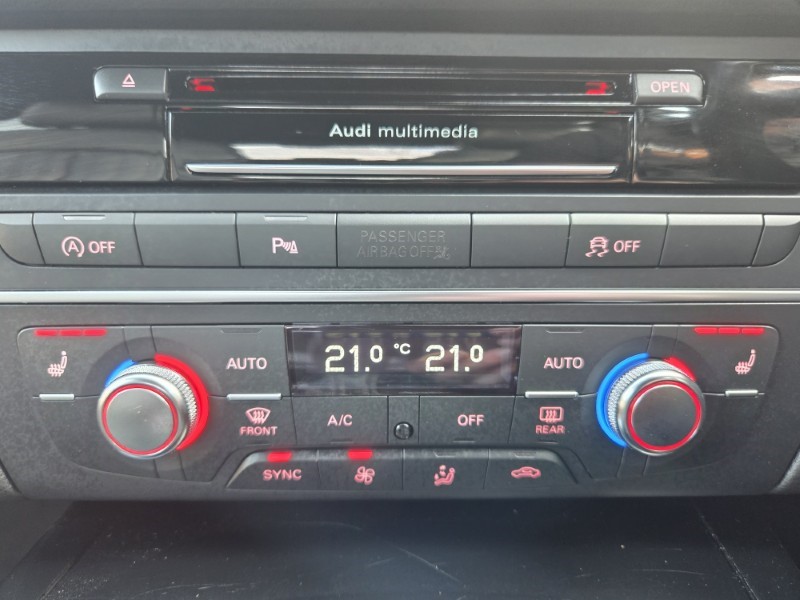 OPEN
Audi multimedia
A OFF
P
PASSENGER
AIRBAG OFF
OFF
AUTO
21.0 °C 21.0
AUTO
FRONT
A/C
OFF
REAR
SYNC